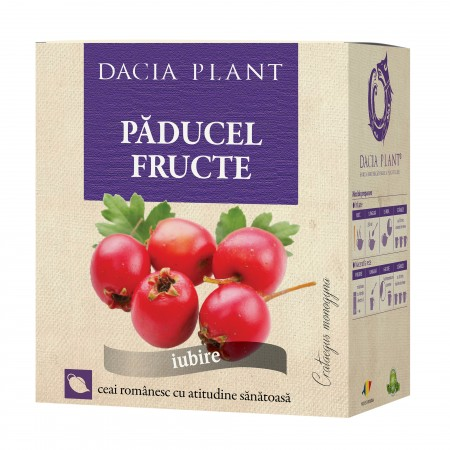 DACIA PLANT
PĂDUCEL
FRUCTE
iubire
ceai românesc cu atitudine sănătoasă
Crataegus monogyna
DACIA PLANT®